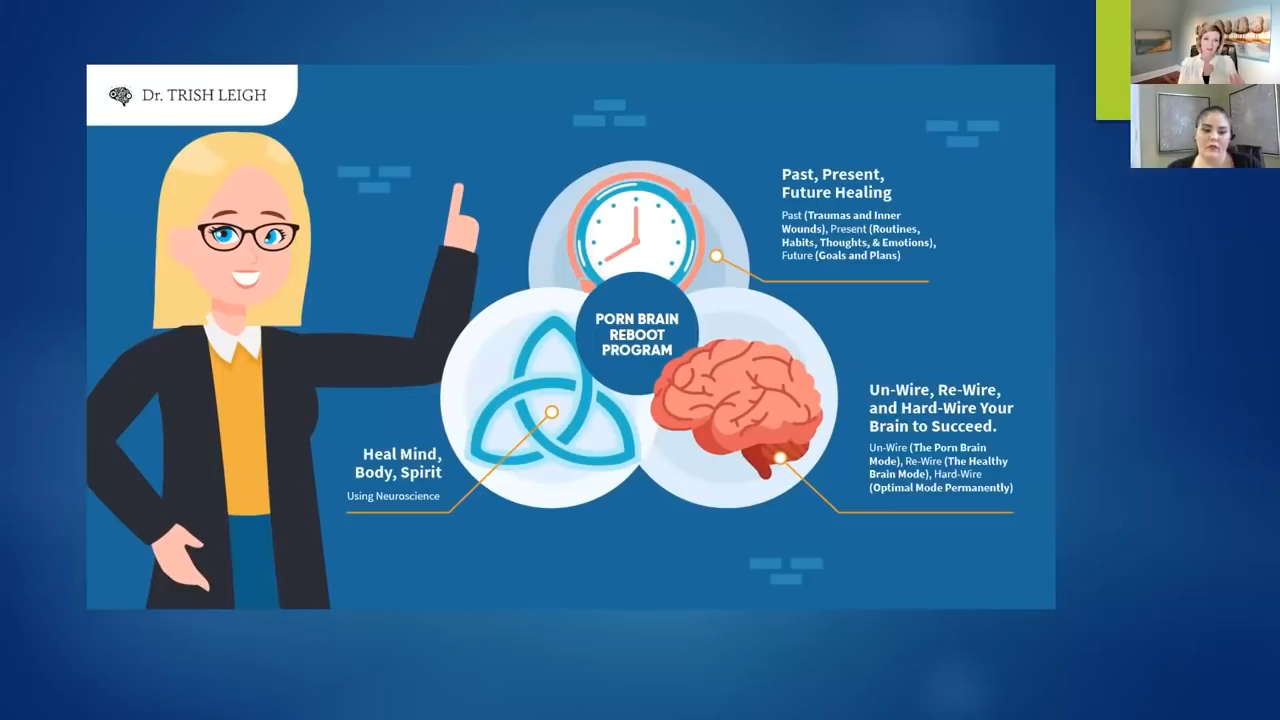 Dr. TRISH LEIGH
Past, Present,
Future Healing
Past (Traumas and Inner
Wounds), Present (Routines,
Habits, Thoughts, & Emotions),
Future (Goals and Plans)
PORN BRAIN
REBOOT
PROGRAM
Un-Wire, Re-Wire,
and Hard-Wire Your
Brain to Succeed.
Un-Wire (The Porn Brain
Mode), Re-Wire (The Healthy
Brain Mode), Hard-Wire
(Optimal Mode Permanently)
Heal Mind,
Body, Spirit
Using Neuroscience